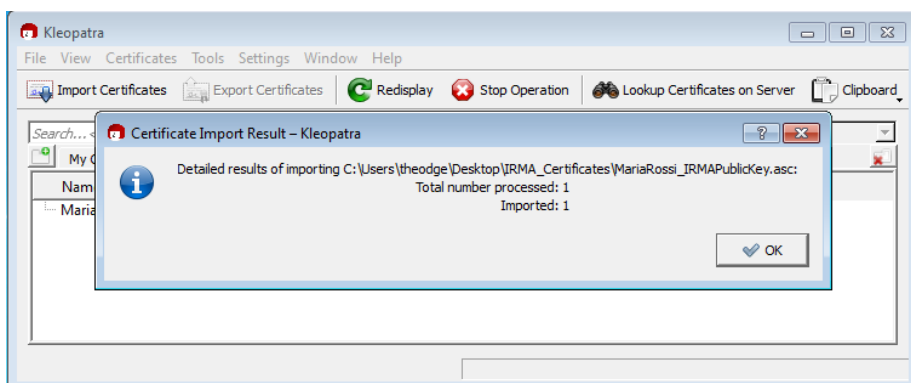 Kleopatra
File View Certificates Tools Settings Window Help
Import Certificates Export Certificates Redisplay Stop Operation Lookup Certificates on Server Clipboard
Search...<
Certificate Import Result – Kleopatra
My C
Detailed results of importing C:\Users\theodge\Desktop\IRMA_Certificates\MariaRossi_IRMAPublicKey.asc:
Nam
Total number processed: 1
Maria
Imported: 1
OK